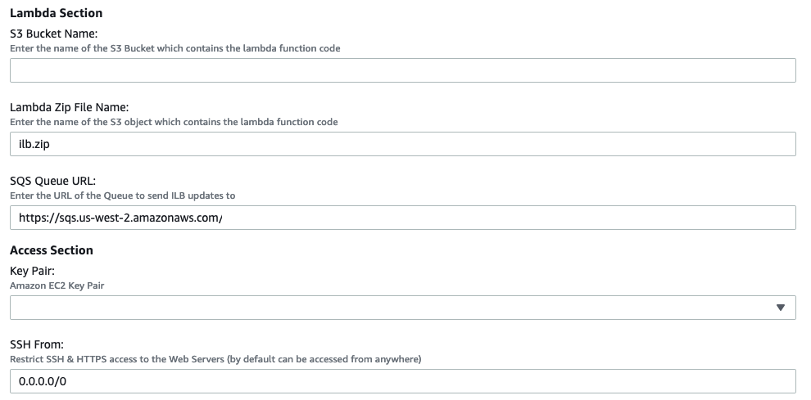 Lambda Section
S3 Bucket Name:
Enter the name of the S3 Bucket which contains the lambda function code
Lambda Zip File Name:
Enter the name of the S3 object which contains the lambda function code
ilb.zip
SQS Queue URL:
Enter the URL of the Queue to send ILB updates to
https://sqs.us-west-2.amazonaws.com/
Access Section
Key Pair:
Amazon EC2 Key Pair
SSH From:
Restrict SSH & HTTPS access to the Web Servers (by default can be accessed from anywhere)
0.0.0.0/0